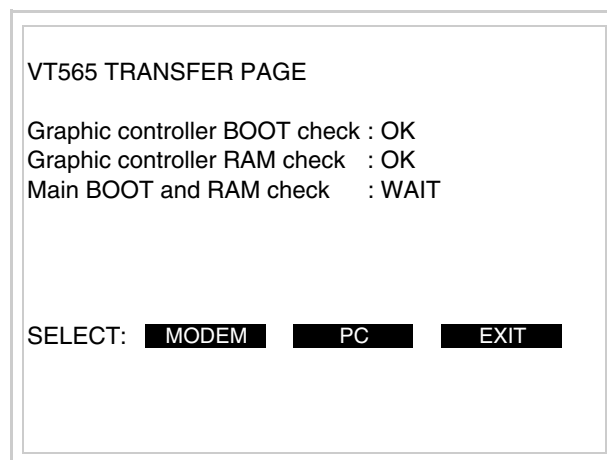 VT565 TRANSFER PAGE
Graphic controller BOOT check : OK
Graphic controller RAM check : OK
Main BOOT and RAM check : WAIT
SELECT: MODEM PC EXIT